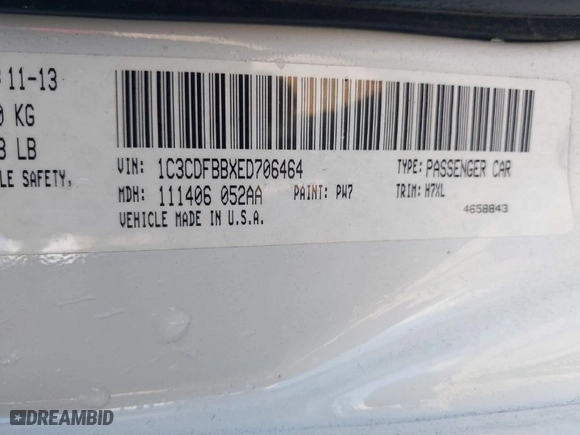 11-13
KG
LB
LE SAFETY,
VIN: 1C3CDFBBXED706464 TYPE: PASSENGER CAR
MDH: 111406 052AA PAINT: PW7 TRIM: H7XL
VEHICLE MADE IN U.S.A. 4658843
DREAMBID